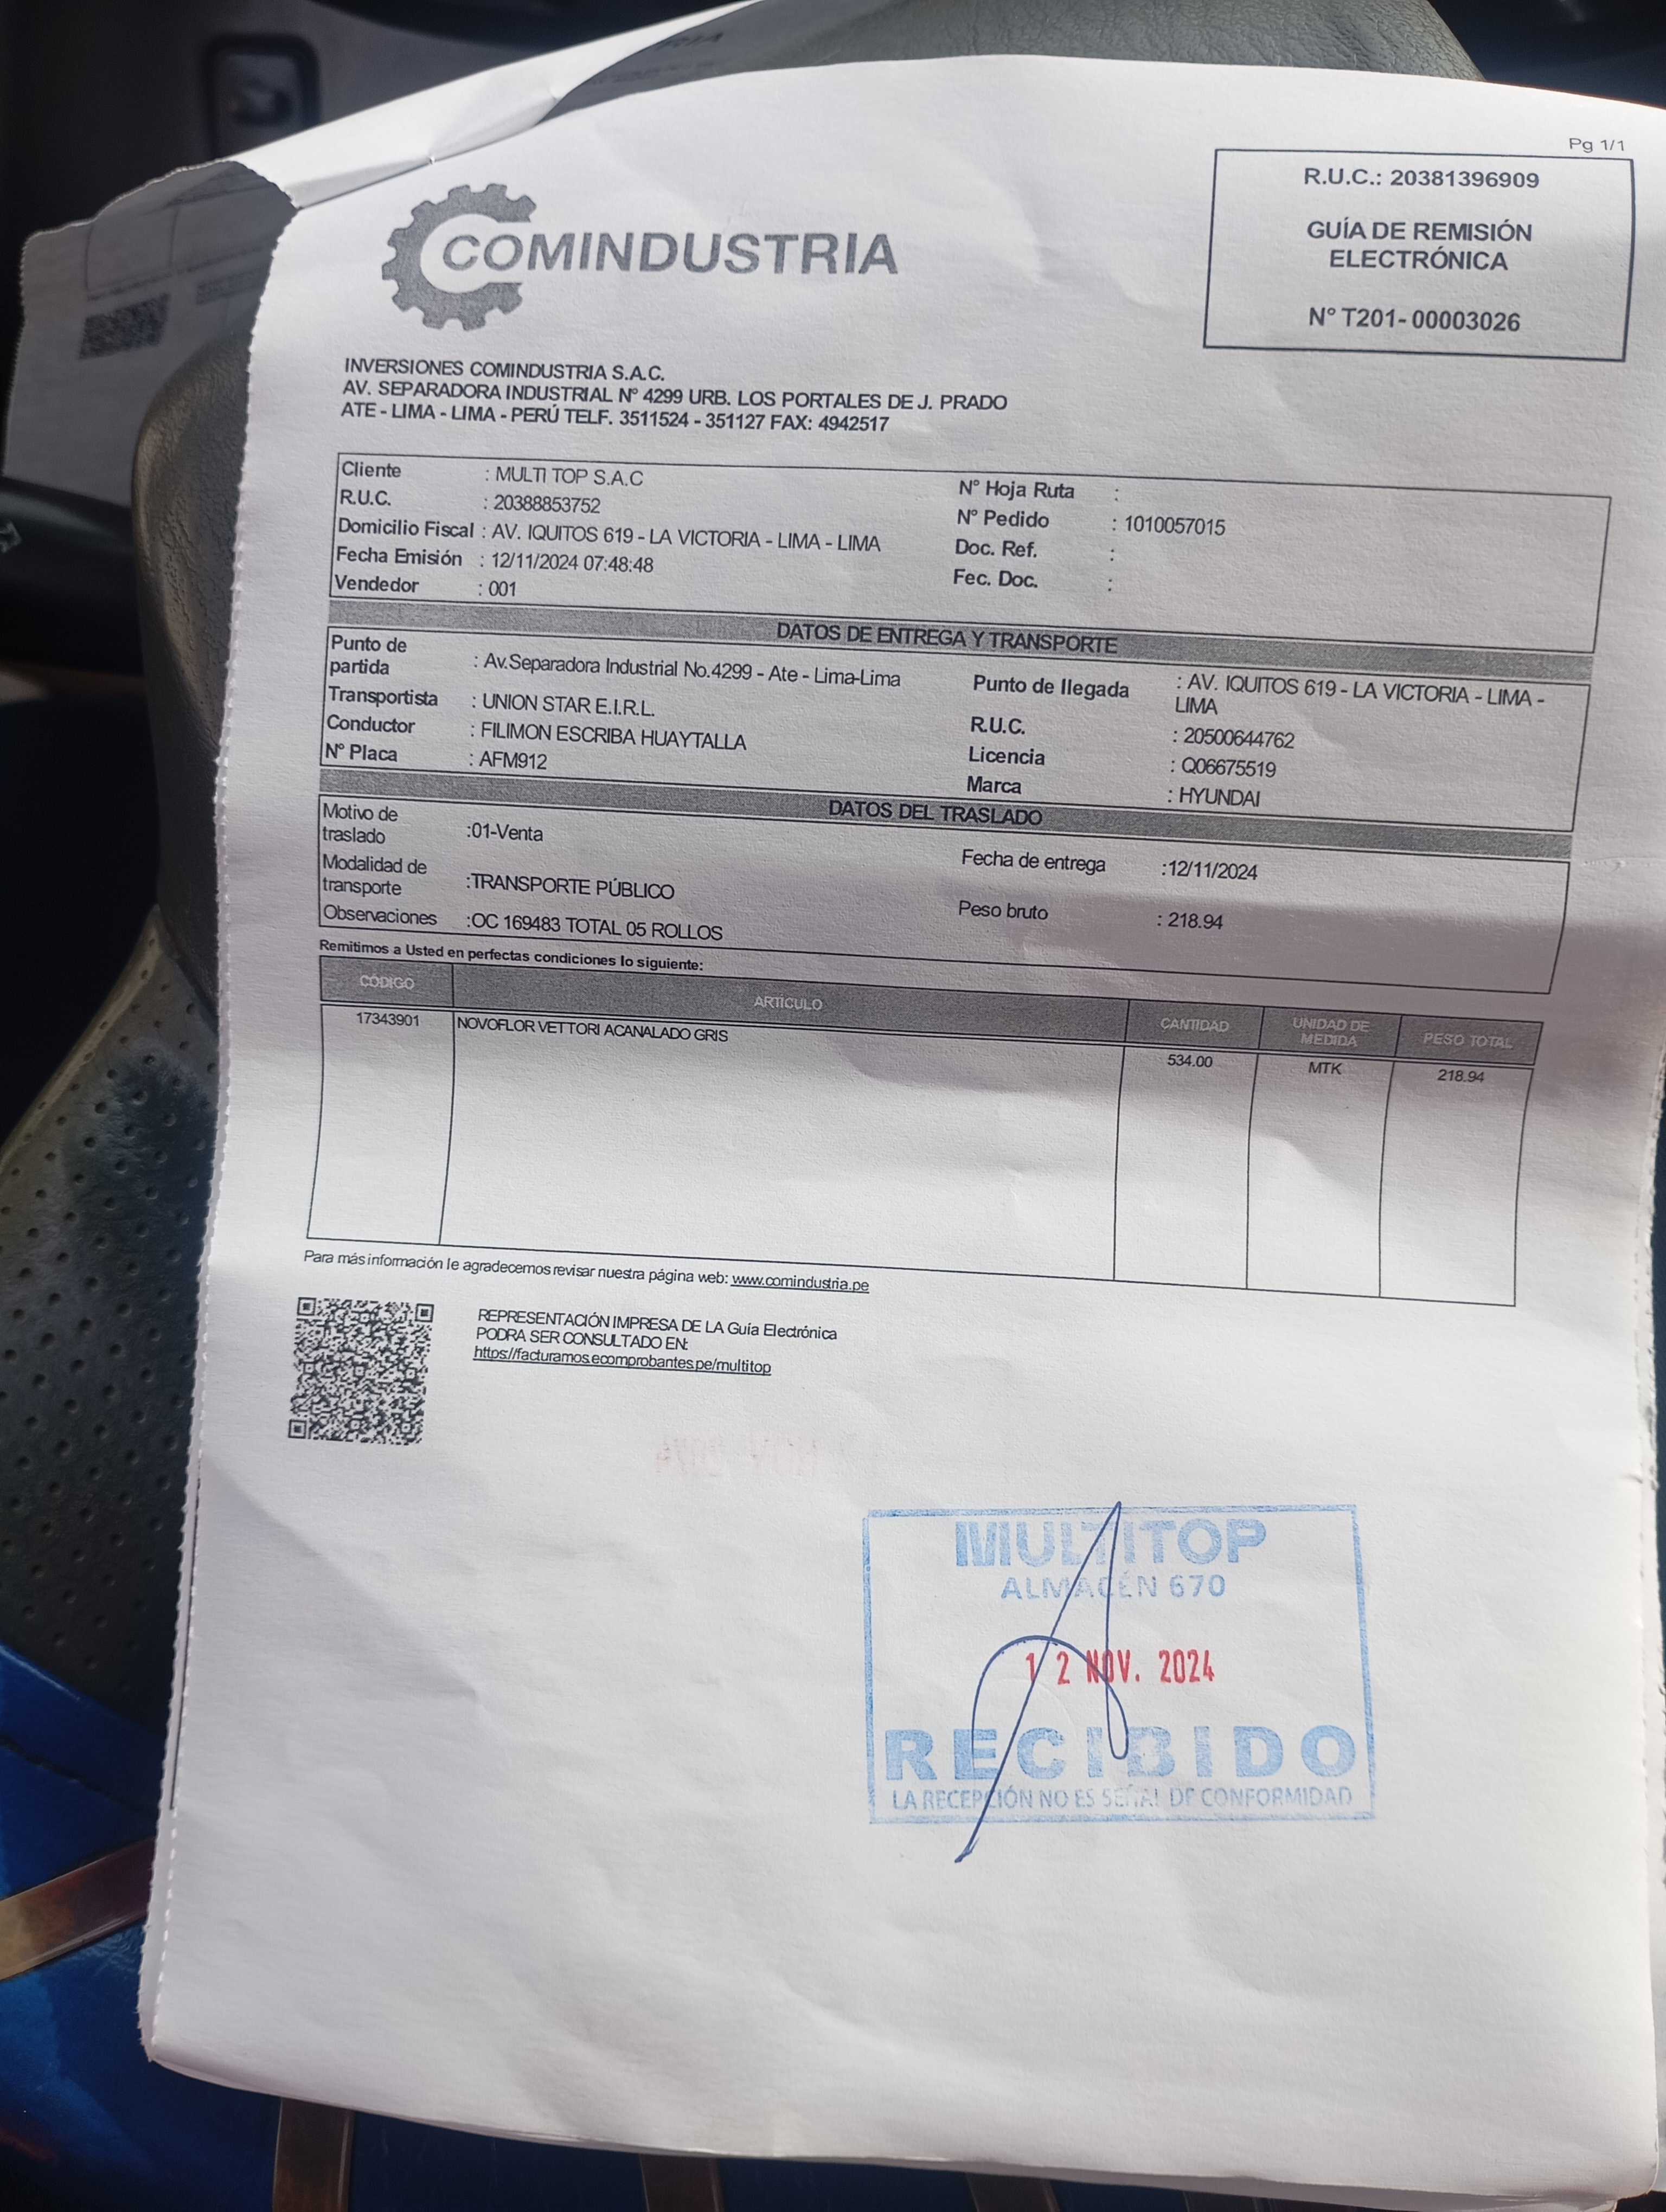 Pg 1/1
R.U.C.: 20381396909
GUÍA DE REMISIÓN
ELECTRÓNICA
N° T201-00003026
COMINDUSTRIA
INVERSIONES COMINDUSTRIA S.A.C.
AV. SEPARADORA INDUSTRIAL Nº 4299 URB. LOS PORTALES DE J. PRADO
ATE - LIMA - LIMA - PERÚ TELF. 3511524 - 351127 FAX: 4942517
Cliente : MULTI TOP S.A.C
R.U.C. : 20388853752
Domicilio Fiscal : AV. IQUITOS 619 - LA VICTORIA - LIMA - LIMA
Fecha Emisión : 12/11/2024 07:48:48
Vendedor : 001
N° Hoja Ruta :
N° Pedido : 1010057015
Doc. Ref. :
Fec. Doc. :
DATOS DE ENTREGA Y TRANSPORTE
Punto de
partida : Av.Separadora Industrial No.4299 - Ate - Lima-Lima
Transportista : UNION STAR E.I.R.L.
Conductor : FILIMON ESCRIBA HUAYTALLA
N° Placa : AFM912
Punto de llegada : AV. IQUITOS 619 - LA VICTORIA - LIMA -
LIMA
R.U.C. : 20500644762
Licencia : Q06675519
Marca : HYUNDAI
DATOS DEL TRASLADO
Motivo de
traslado :01-Venta
Modalidad de
transporte :TRANSPORTE PÚBLICO
Observaciones :OC 169483 TOTAL 05 ROLLOS
Fecha de entrega :12/11/2024
Peso bruto : 218.94
Remitimos a Usted en perfectas condiciones lo siguiente:
CÓDIGO ARTÍCULO CANTIDAD UNIDAD DE MEDIDA PESO TOTAL
17343901 NOVOFLOR VETTORI ACANALADO GRIS 534.00 MTK 218.94
Para más información le agradecemos revisar nuestra página web: www.comindustria.pe
REPRESENTACIÓN IMPRESA DE LA Guía Electrónica
PODRA SER CONSULTADO EN:
https://facturamos.ecomprobantes.pe/multitop
MULTITOP
ALMACÉN 670
12 NOV. 2024
RECIBIDO
LA RECEPCIÓN NO ES SEÑAL DE CONFORMIDAD